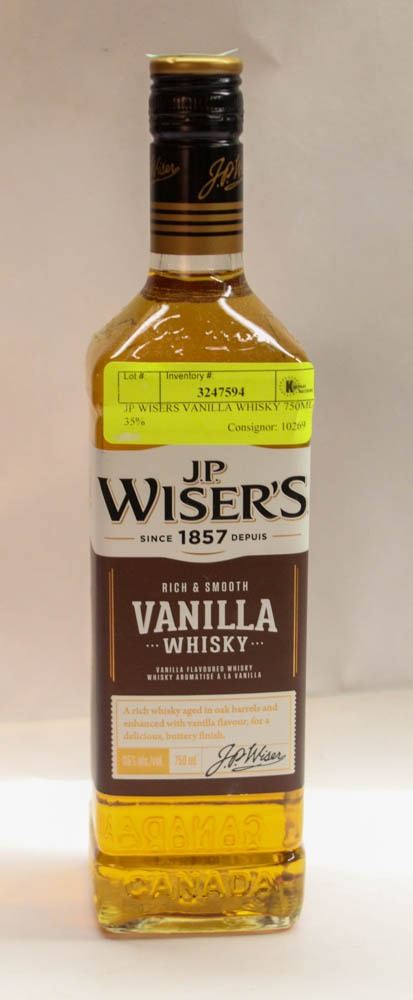 Wiser J.P. W
Lot #: Inventory #:
3247594
JP WISERS VANILLA WHISKY 750ML
35%
Consignor: 10269
J.P.
WISER'S
SINCE 1857 DEPUIS
RICH & SMOOTH
VANILLA
WHISKY
VANILLA FLAVOURED WHISKY
WHISKY AROMATISÉ À LA VANILLA
A rich whisky aged in oak barrels and
enhanced with vanilla flavour, for a
delicious, buttery finish.
35% alc./vol. 750 mL J.P. Wiser
CANADA
CANADA